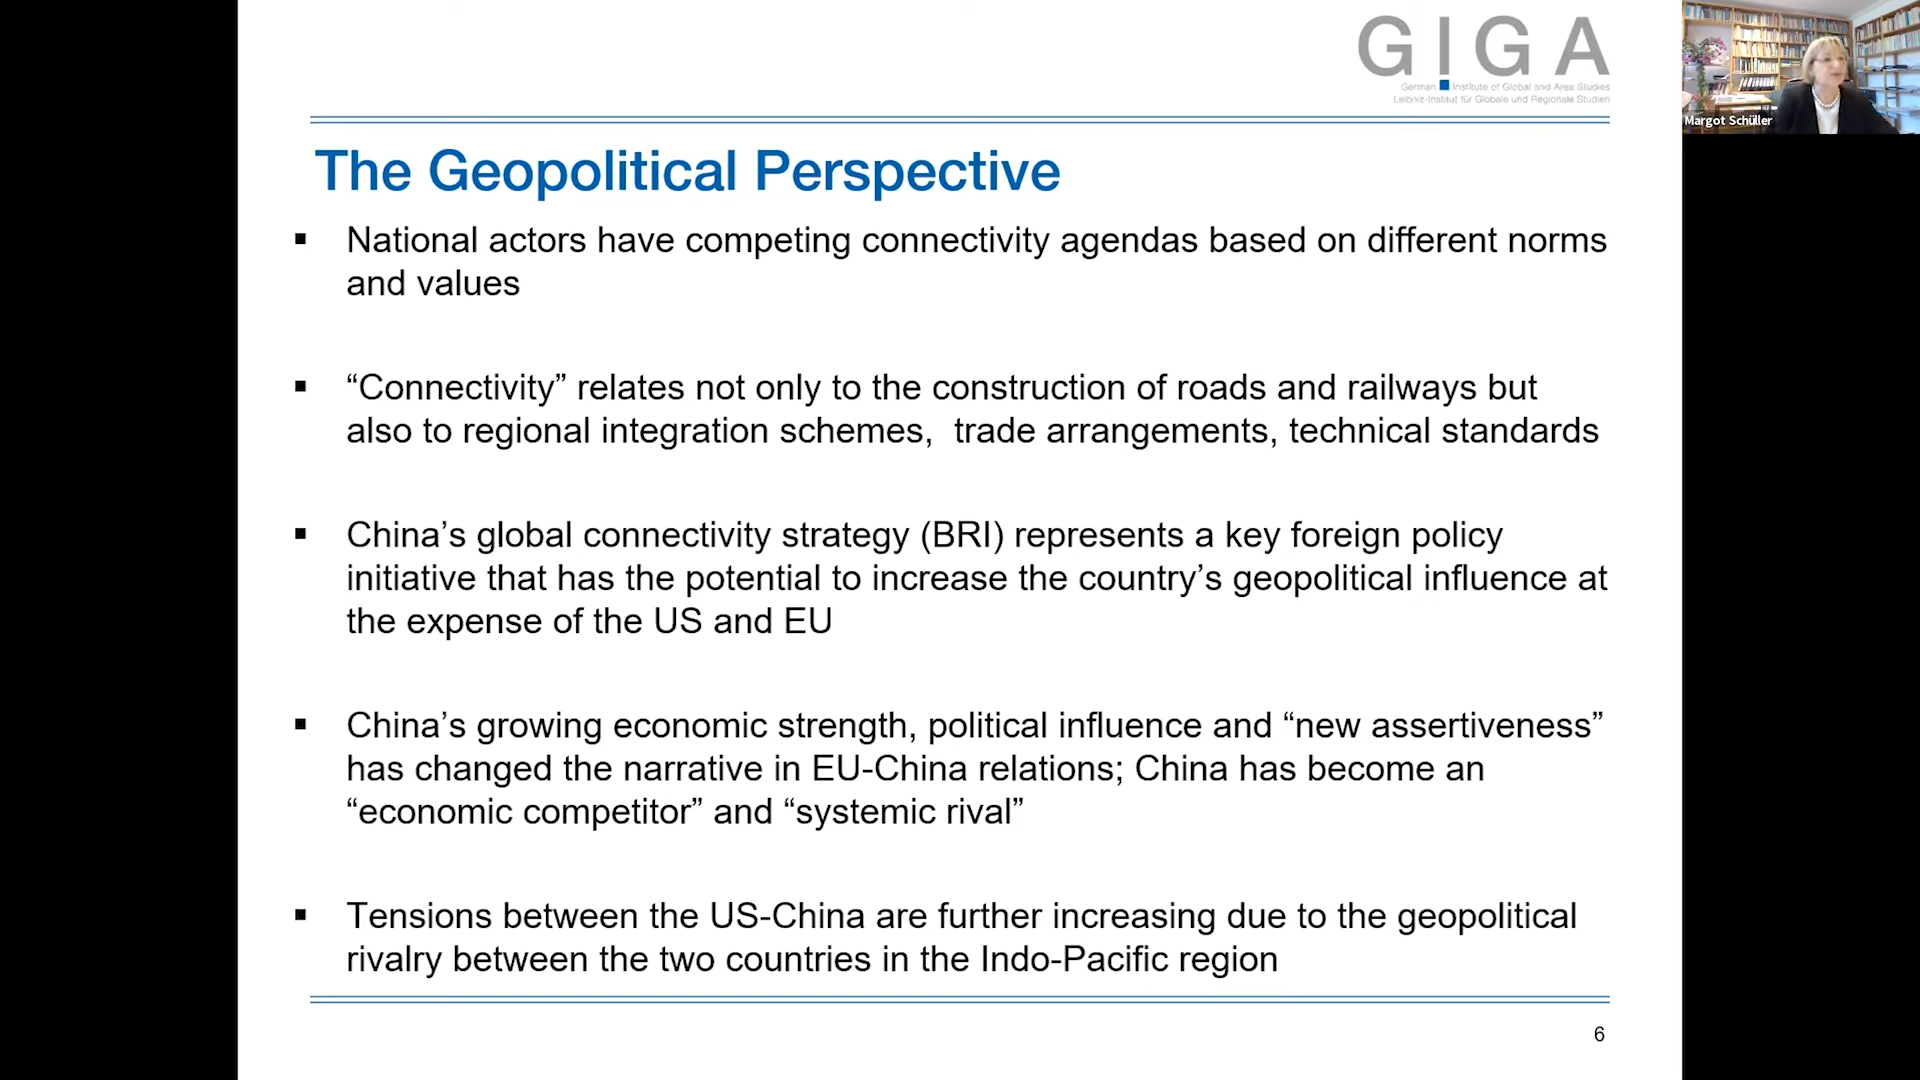 GIGA
German Institute of Global and Area Studies
Leibniz-Institut für Globale und Regionale Studien
Margot Schüller
The Geopolitical Perspective
▪ National actors have competing connectivity agendas based on different norms
and values
▪ “Connectivity” relates not only to the construction of roads and railways but
also to regional integration schemes,  trade arrangements, technical standards
▪ China’s global connectivity strategy (BRI) represents a key foreign policy
initiative that has the potential to increase the country’s geopolitical influence at
the expense of the US and EU
▪ China’s growing economic strength, political influence and “new assertiveness”
has changed the narrative in EU-China relations; China has become an
“economic competitor” and “systemic rival”
▪ Tensions between the US-China are further increasing due to the geopolitical
rivalry between the two countries in the Indo-Pacific region
6